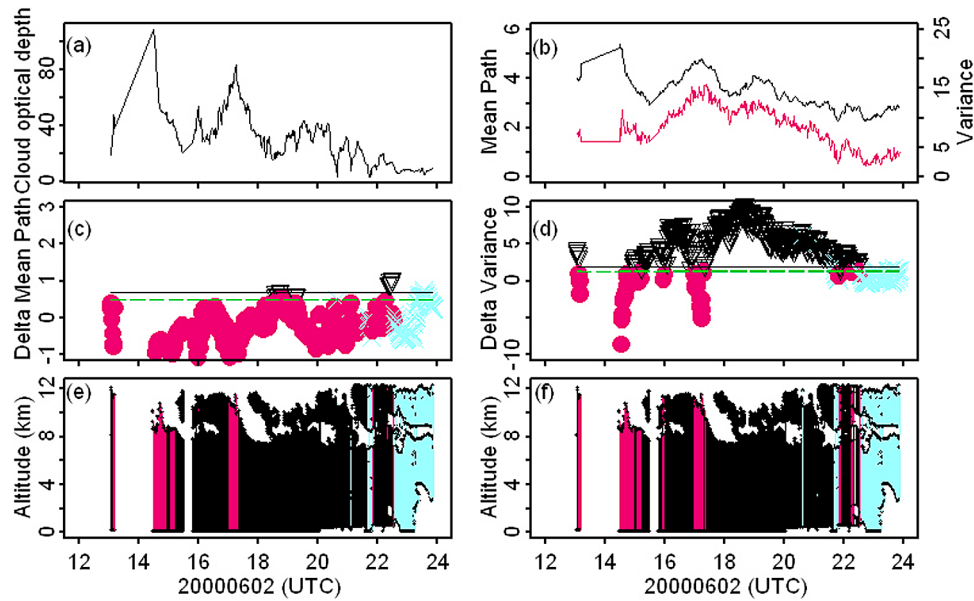 (a)
80
40
0
Cloud optical depth
(b)
6
4
2
0
Mean Path
25
15
5
0
Variance
(c)
3
2
1
0
-1
Delta Mean Path
(d)
10
5
0
-10
Delta Variance
(e)
12
8
4
0
Altitude (km)
12 14 16 18 20 22 24
20000602 (UTC)
(f)
12
8
4
0
Altitude (km)
12 14 16 18 20 22 24
20000602 (UTC)